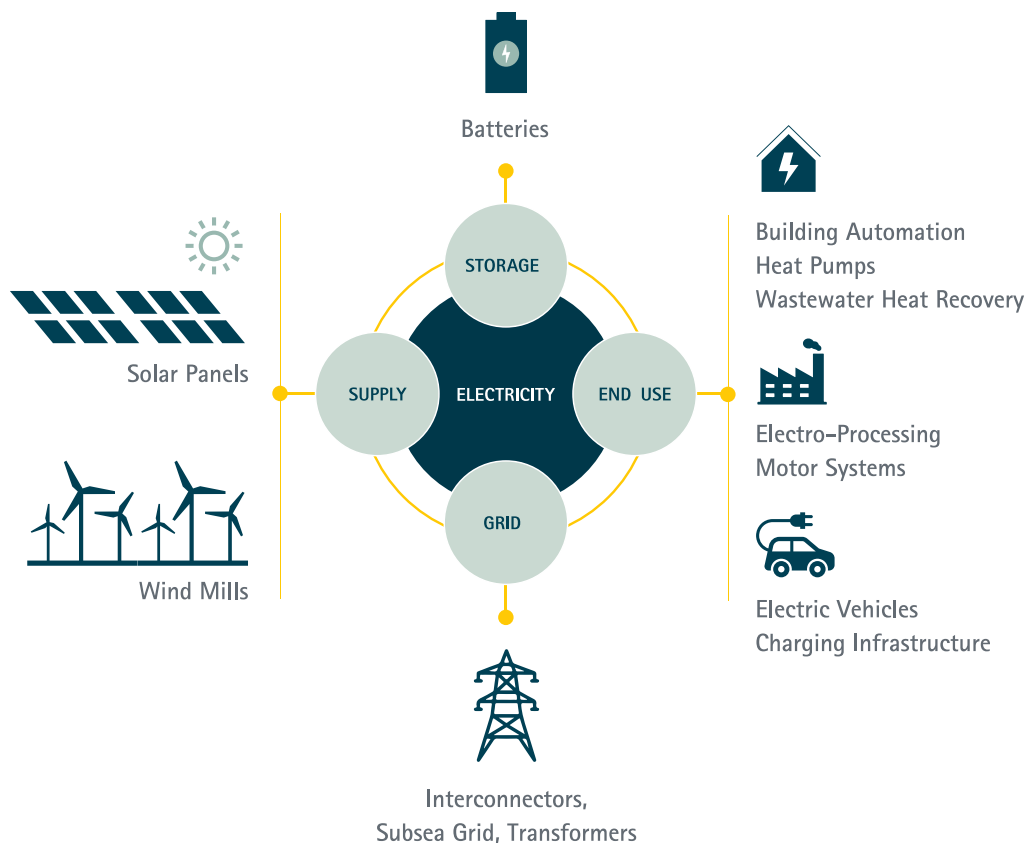 Batteries
Building Automation
Heat Pumps
Wastewater Heat Recovery
STORAGE
Solar Panels
SUPPLY
ELECTRICITY
END USE
Electro-Processing
Motor Systems
GRID
Wind Mills
Electric Vehicles
Charging Infrastructure
Interconnectors,
Subsea Grid, Transformers